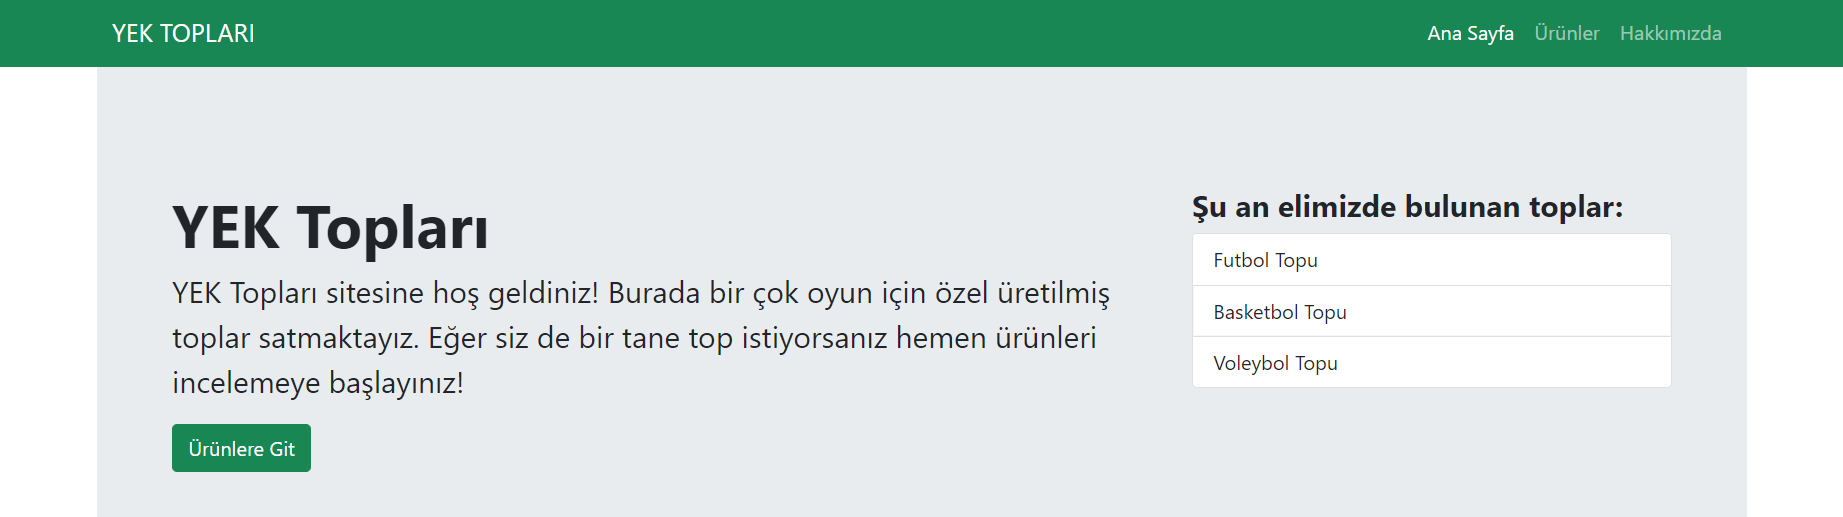 YEK TOPLARI
Ana Sayfa Ürünler Hakkımızda
YEK Topları
YEK Topları sitesine hoş geldiniz! Burada bir çok oyun için özel üretilmiş
toplar satmaktayız. Eğer siz de bir tane top istiyorsanız hemen ürünleri
incelemeye başlayınız!
Ürünlere Git
Şu an elimizde bulunan toplar:
Futbol Topu
Basketbol Topu
Voleybol Topu